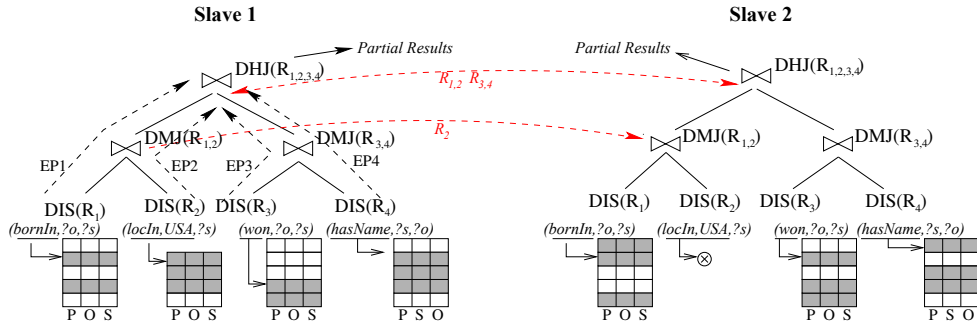 Slave 1
Slave 2
Partial Results
Partial Results
DHJ(R1,2,3,4)
DHJ(R1,2,3,4)
R1,2 R3,4
R2
DMJ(R1,2)
DMJ(R3,4)
DMJ(R1,2)
DMJ(R3,4)
EP1
EP2
EP3
EP4
DIS(R1)
DIS(R2)
DIS(R3)
DIS(R4)
DIS(R1)
DIS(R2)
DIS(R3)
DIS(R4)
(bornIn,?o,?s)
(locIn,USA,?s)
(won,?o,?s)
(hasName,?s,?o)
(bornIn,?o,?s)
(locIn,USA,?s)
(won,?o,?s)
(hasName,?s,?o)
P O S
P O S
P O S
P S O
P O S
P O S
P S O